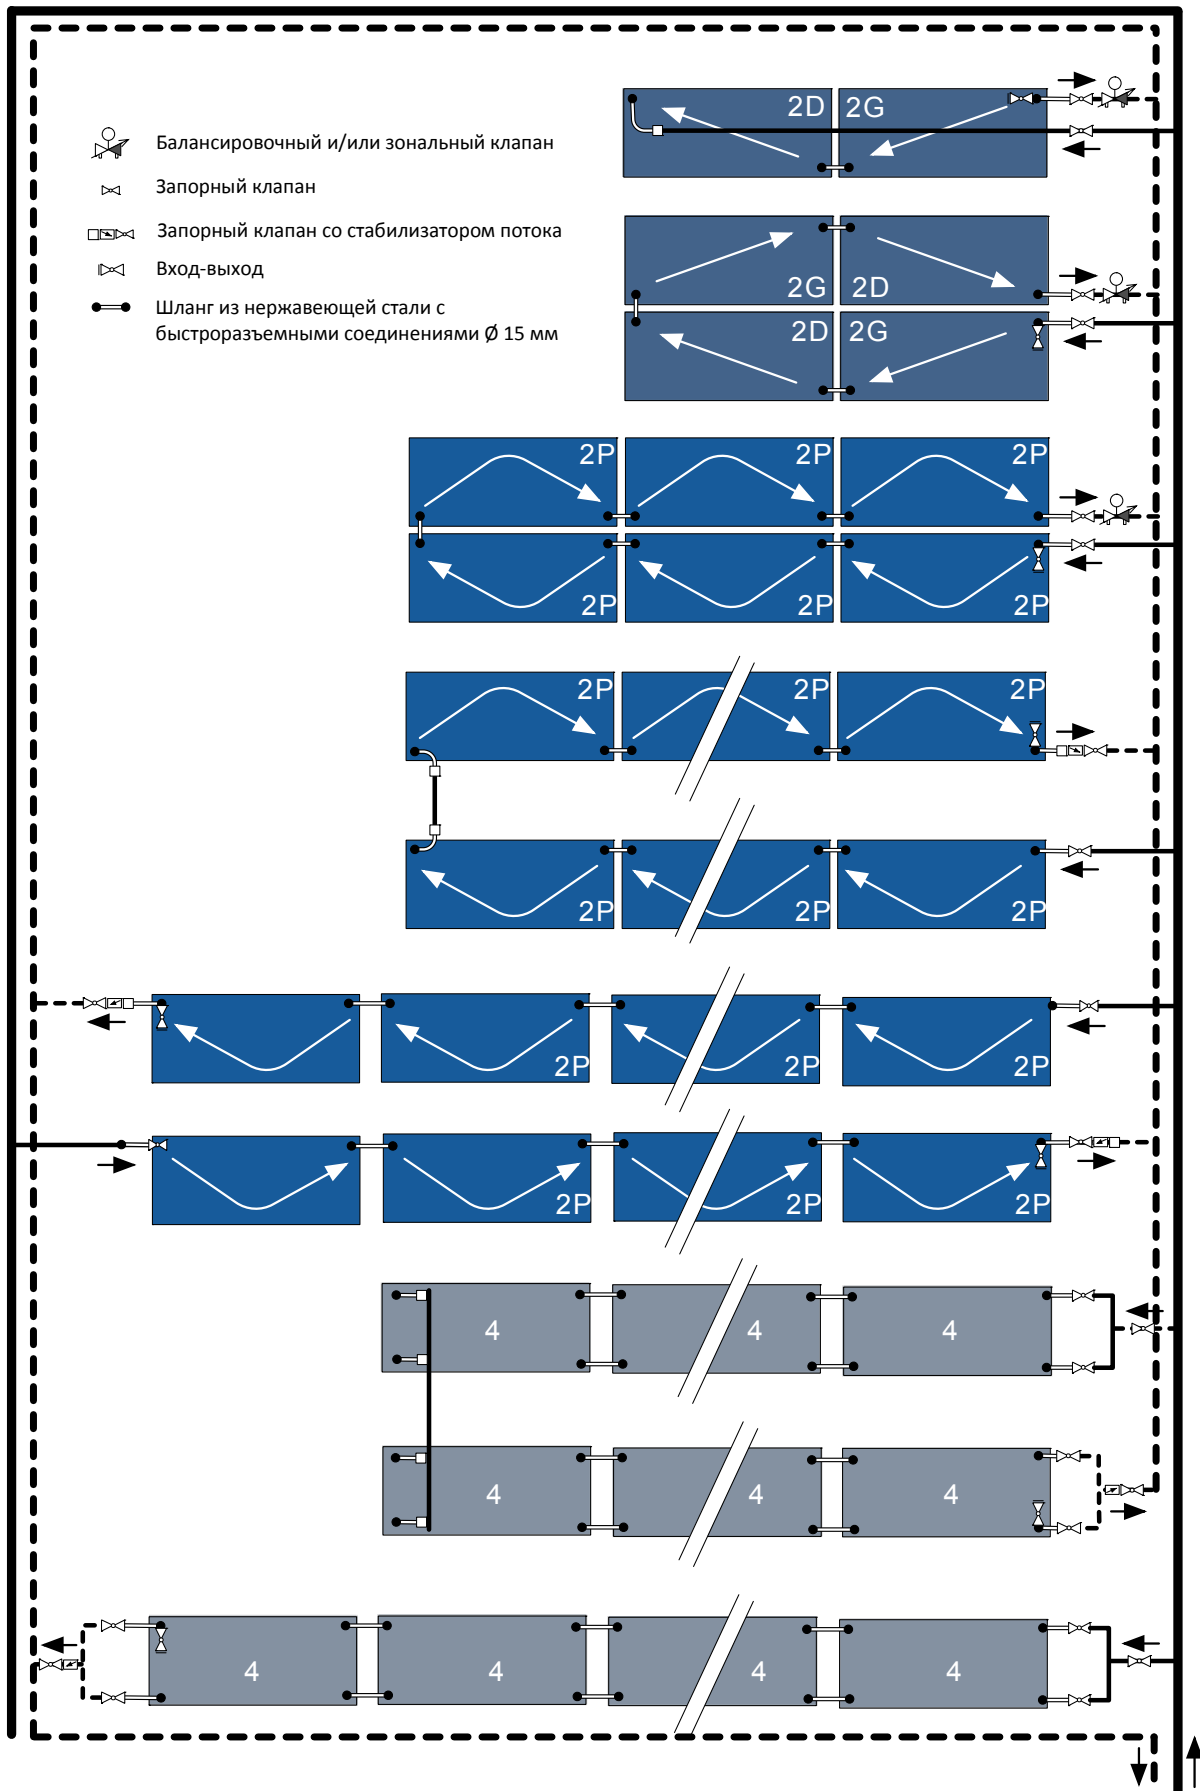 2D 2G
Балансировочный и/или зональный клапан
Запорный клапан
Запорный клапан со стабилизатором потока
Вход-выход
2G 2D
Шланг из нержавеющей стали с
быстроразъемными соединениями Ø 15 мм
2D 2G
2P 2P 2P
2P 2P 2P
2P 2P 2P
2P 2P 2P
2P 2P 2P
2P 2P 2P
4 4 4
4 4 4
4 4 4 4